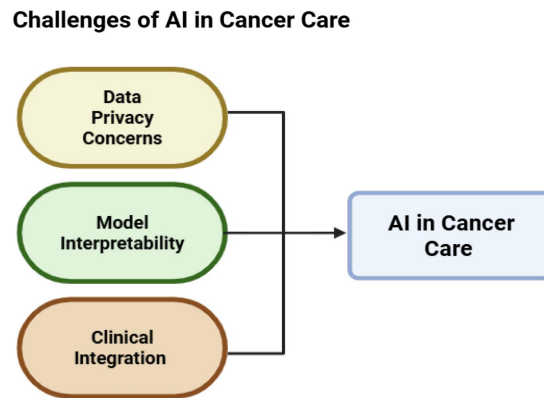 Challenges of AI in Cancer Care
Data
Privacy
Concerns
Model
Interpretability
Clinical
Integration
AI in Cancer
Care